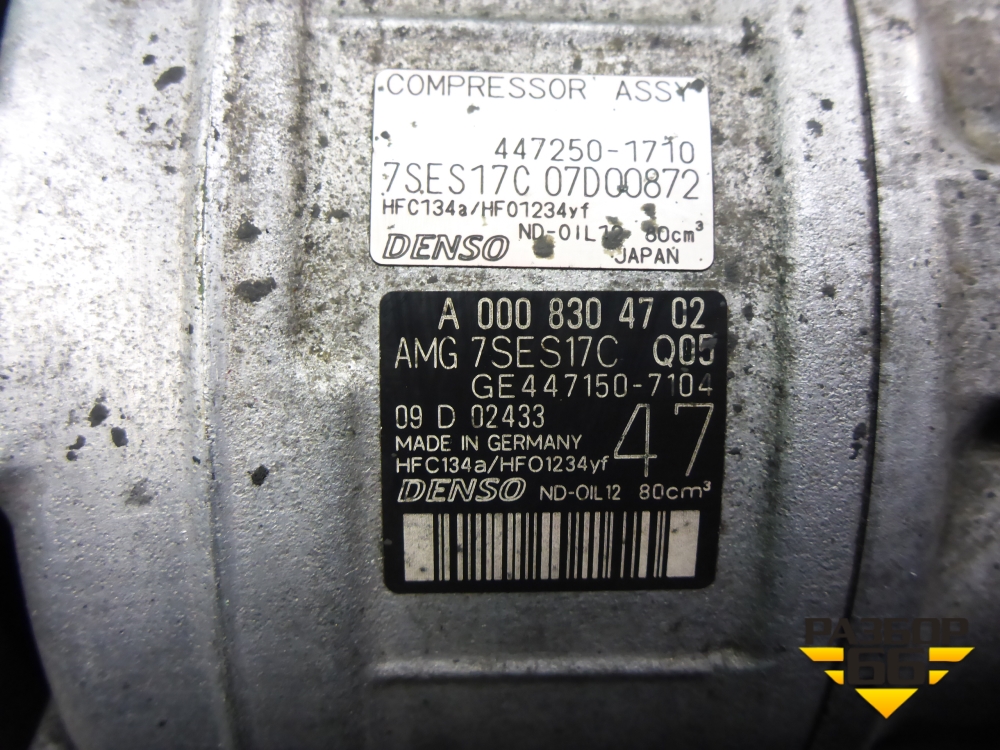 COMPRESSOR ASSY
447250-1710
7SES17C 07D00872
HFC134a/HFO1234yf
DENSO ND-OIL12 80cm³
JAPAN
A 000 830 47 02
AMG 7SES17C Q05
GE447150-7104
09 D 02433
47
MADE IN GERMANY
HFC134a/HFO1234yf
DENSO ND-OIL12 80cm³
РАЗБОР
66